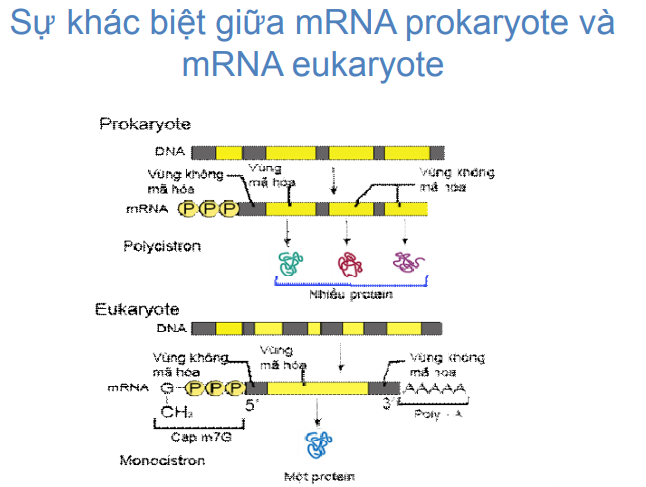 Sự khác biệt giữa mRNA prokaryote và
mRNA eukaryote
Prokaryote
DNA
Vùng không
mã hóa
Vùng
mã hóa
Vùng không
mã hóa
mRNA P P P
Polycistron
Nhiều protein
Eukaryote
DNA
Vùng không
mã hóa
Vùng
mã hóa
Vùng không
mã hóa
mRNA G P P P 5' 3' AAAAA
CH₃
Poly - A
Cap m7G
Monocistron
Một protein